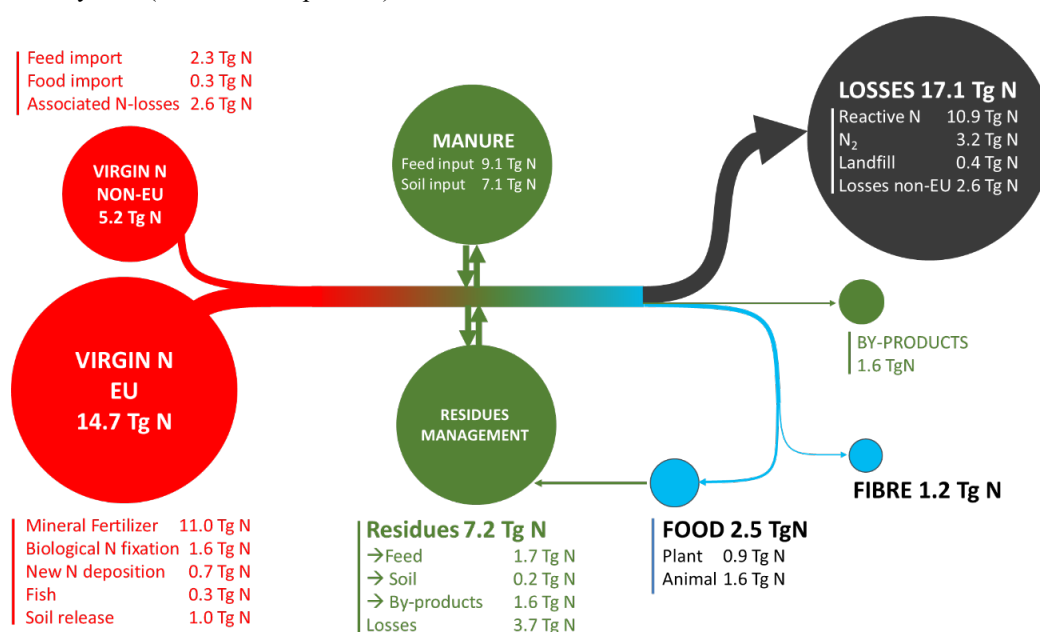 Feed import 2.3 Tg N
Food import 0.3 Tg N
Associated N-losses 2.6 Tg N
VIRGIN N
NON-EU
5.2 Tg N
VIRGIN N
EU
14.7 Tg N
Mineral Fertilizer 11.0 Tg N
Biological N fixation 1.6 Tg N
New N deposition 0.7 Tg N
Fish 0.3 Tg N
Soil release 1.0 Tg N
MANURE
Feed input 9.1 Tg N
Soil input 7.1 Tg N
RESIDUES
MANAGEMENT
Residues 7.2 Tg N
→Feed 1.7 Tg N
→ Soil 0.2 Tg N
→ By-products 1.6 Tg N
Losses 3.7 Tg N
LOSSES 17.1 Tg N
Reactive N 10.9 Tg N
N₂ 3.2 Tg N
Landfill 0.4 Tg N
Losses non-EU 2.6 Tg N
BY-PRODUCTS
1.6 TgN
FIBRE 1.2 Tg N
FOOD 2.5 TgN
Plant 0.9 Tg N
Animal 1.6 Tg N